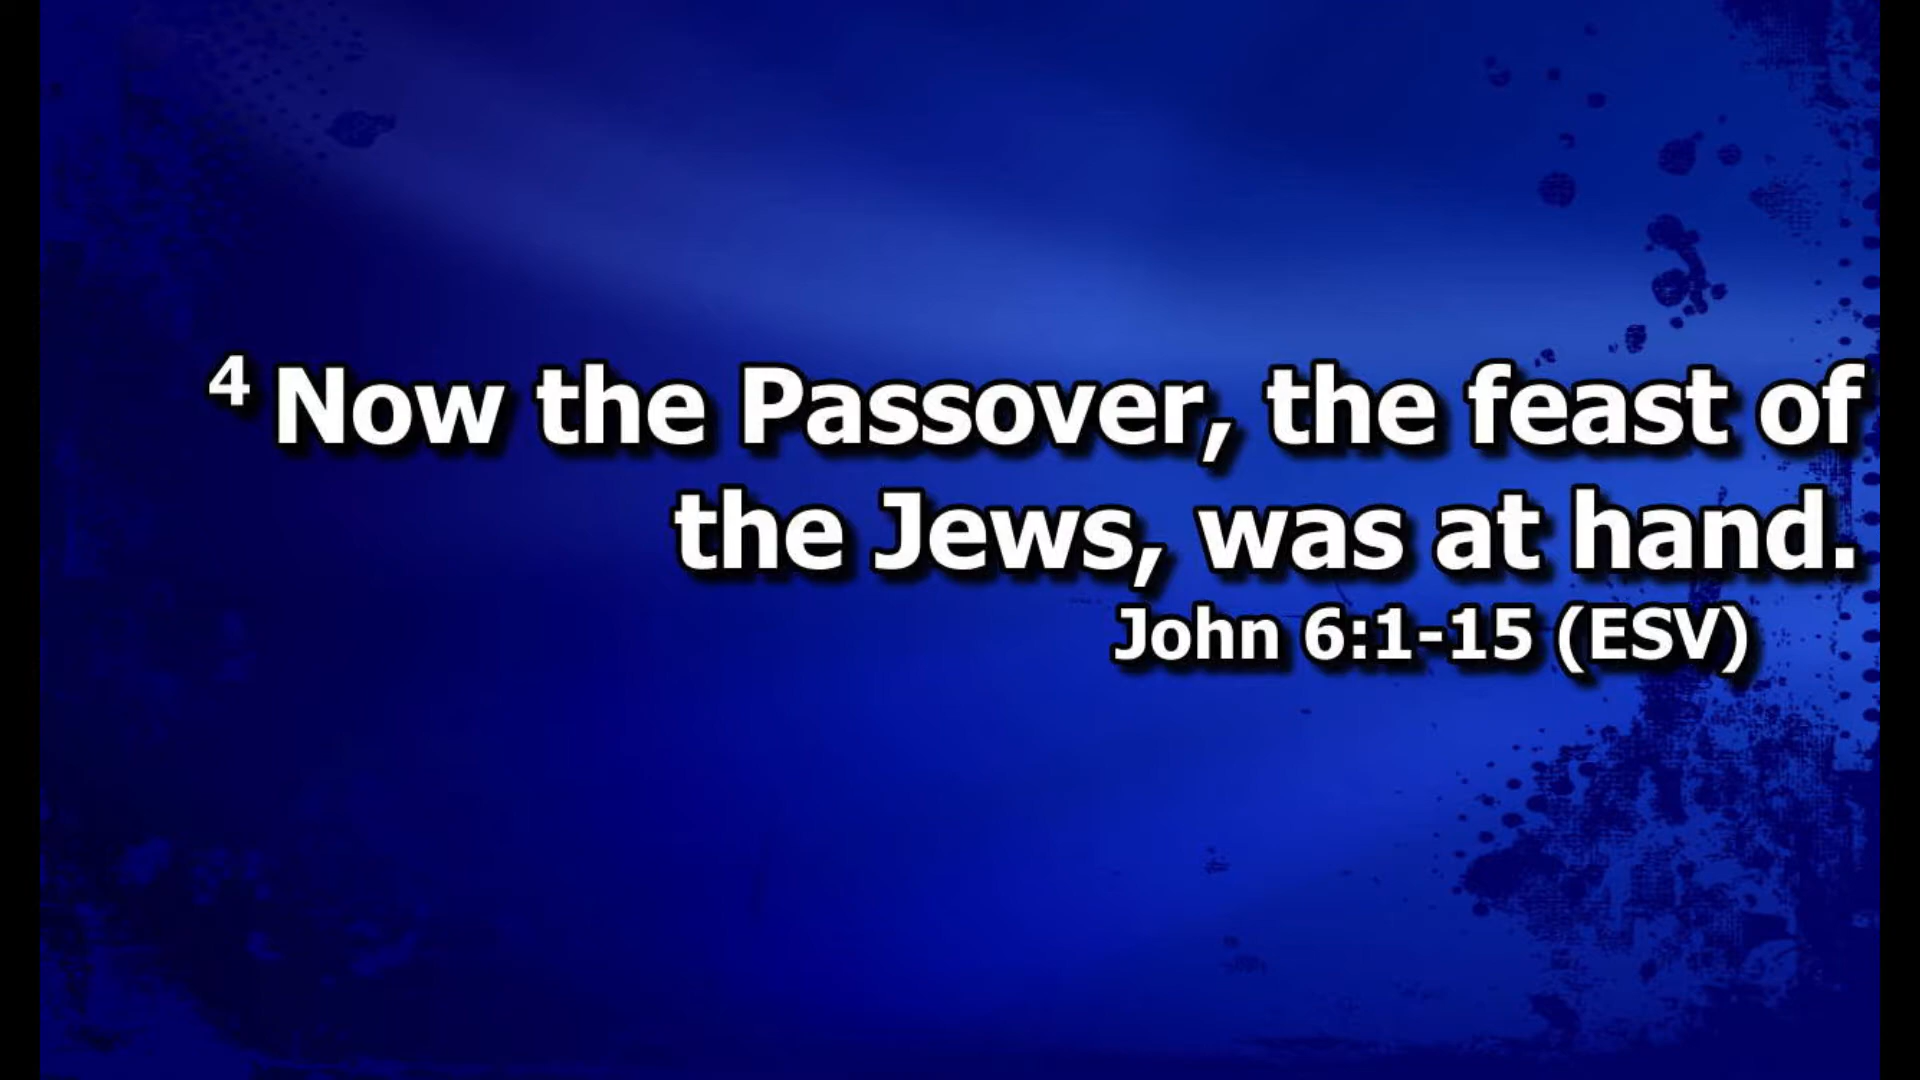 4 Now the Passover, the feast of
the Jews, was at hand.
John 6:1-15 (ESV)